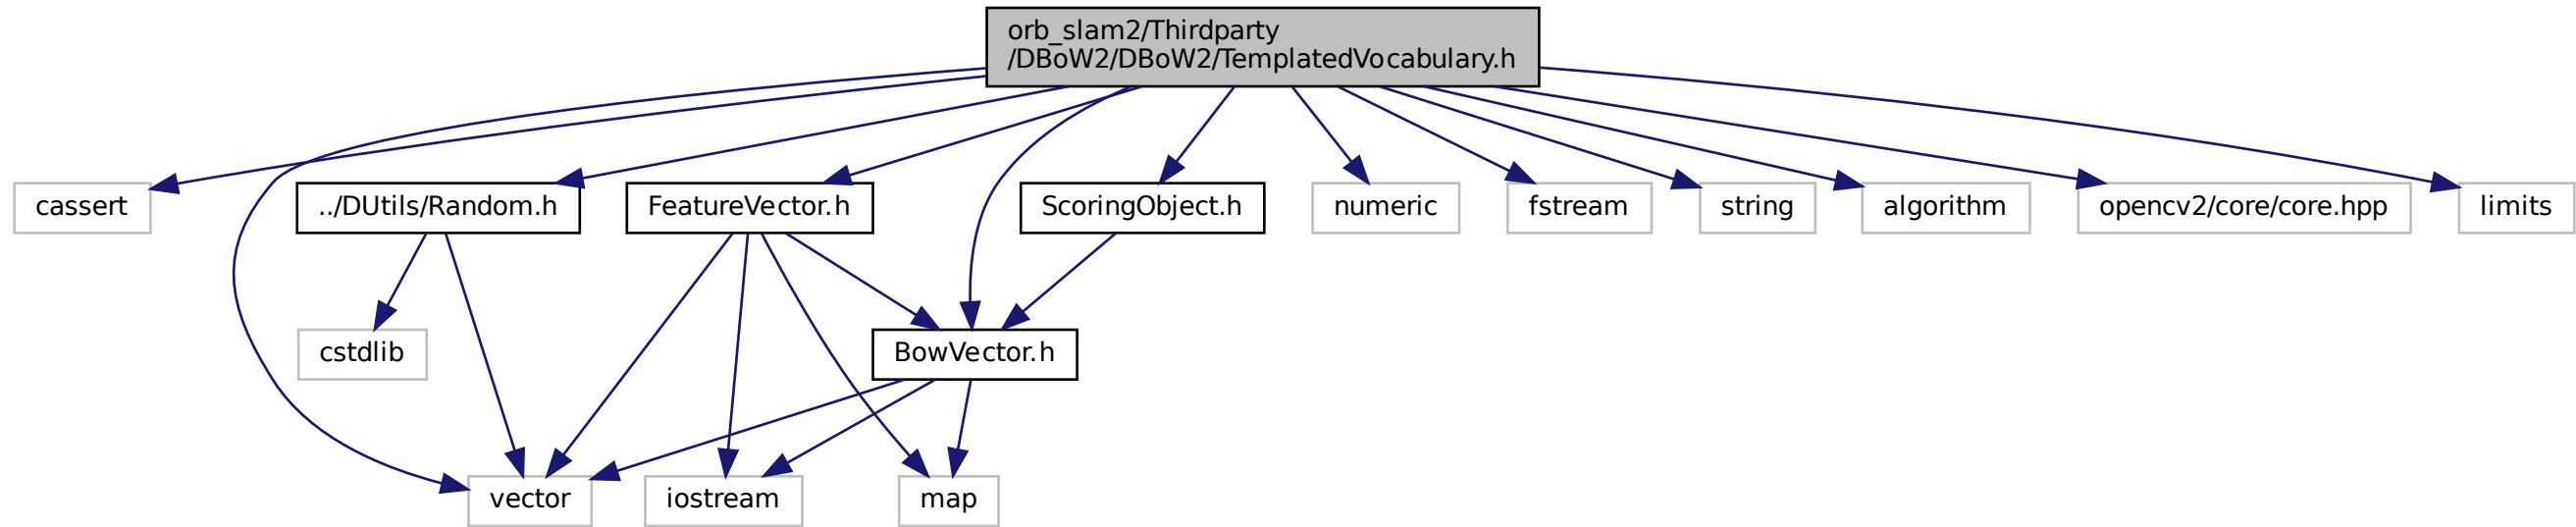 orb_slam2/Thirdparty
/DBoW2/DBoW2/TemplatedVocabulary.h
cassert
../DUtils/Random.h
FeatureVector.h
ScoringObject.h
numeric
fstream
string
algorithm
opencv2/core/core.hpp
limits
cstdlib
BowVector.h
vector
iostream
map